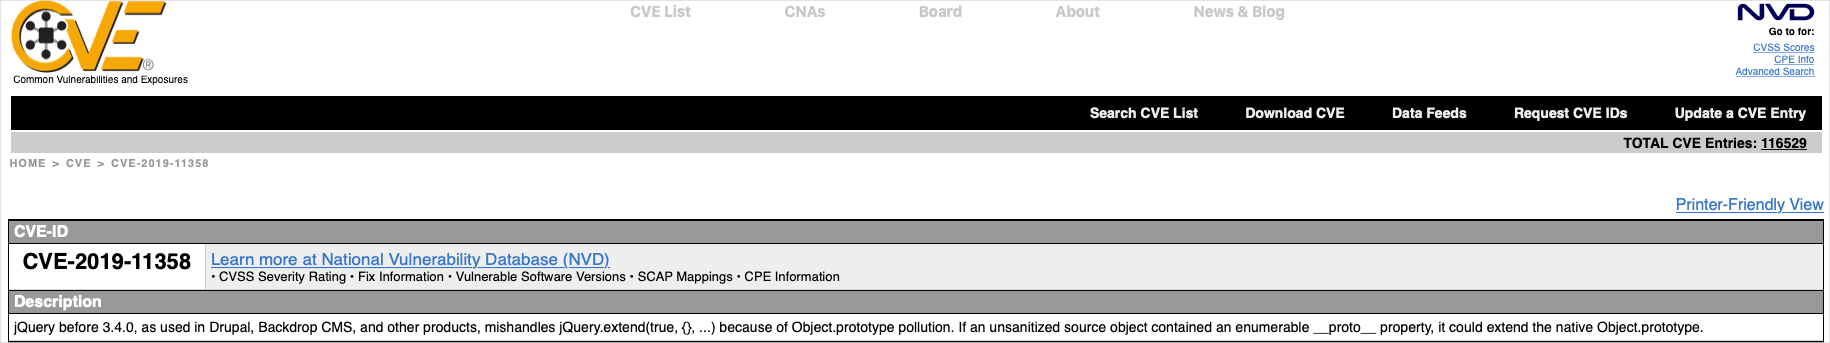 CVE®
Common Vulnerabilities and Exposures
CVE List CNAs Board About News & Blog
NVD
Go to for:
CVSS Scores
CPE Info
Advanced Search
Search CVE List Download CVE Data Feeds Request CVE IDs Update a CVE Entry
TOTAL CVE Entries: 116529
HOME > CVE > CVE-2019-11358
Printer-Friendly View
CVE-ID
CVE-2019-11358
Learn more at National Vulnerability Database (NVD)
• CVSS Severity Rating • Fix Information • Vulnerable Software Versions • SCAP Mappings • CPE Information
Description
jQuery before 3.4.0, as used in Drupal, Backdrop CMS, and other products, mishandles jQuery.extend(true, {}, ...) because of Object.prototype pollution. If an unsanitized source object contained an enumerable __proto__ property, it could extend the native Object.prototype.